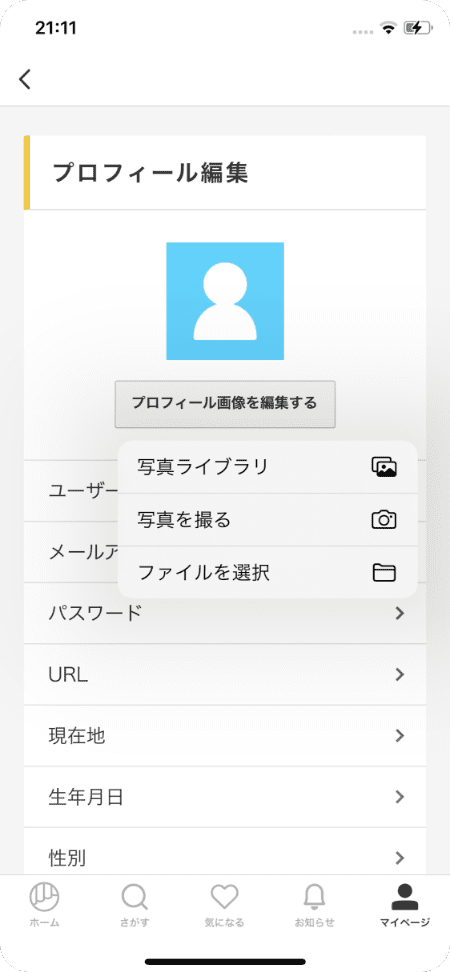 21:11
プロフィール編集
プロフィール画像を編集する
写真ライブラリ
写真を撮る
ファイルを選択
ユーザー
メールア
パスワード
URL
現在地
生年月日
性別
ホーム
さがす
気になる
お知らせ
マイページ